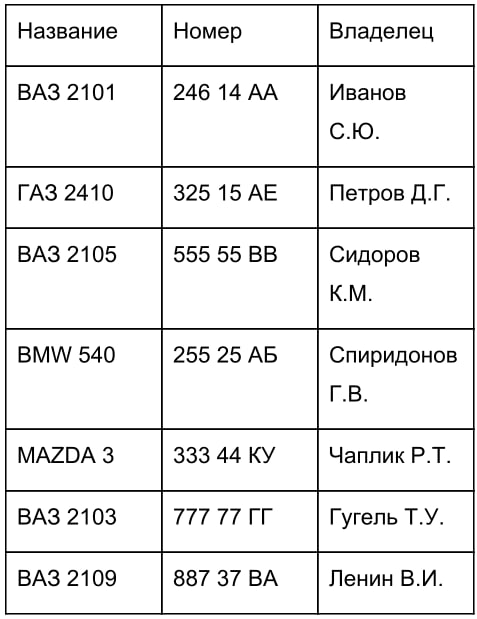 Название Номер Владелец
ВАЗ 2101 246 14 АА Иванов
С.Ю.
ГАЗ 2410 325 15 АЕ Петров Д.Г.
ВАЗ 2105 555 55 ВВ Сидоров
К.М.
BMW 540 255 25 АБ Спиридонов
Г.В.
MAZDA 3 333 44 КУ Чаплик Р.Т.
ВАЗ 2103 777 77 ГГ Гугель Т.У.
ВАЗ 2109 887 37 ВА Ленин В.И.